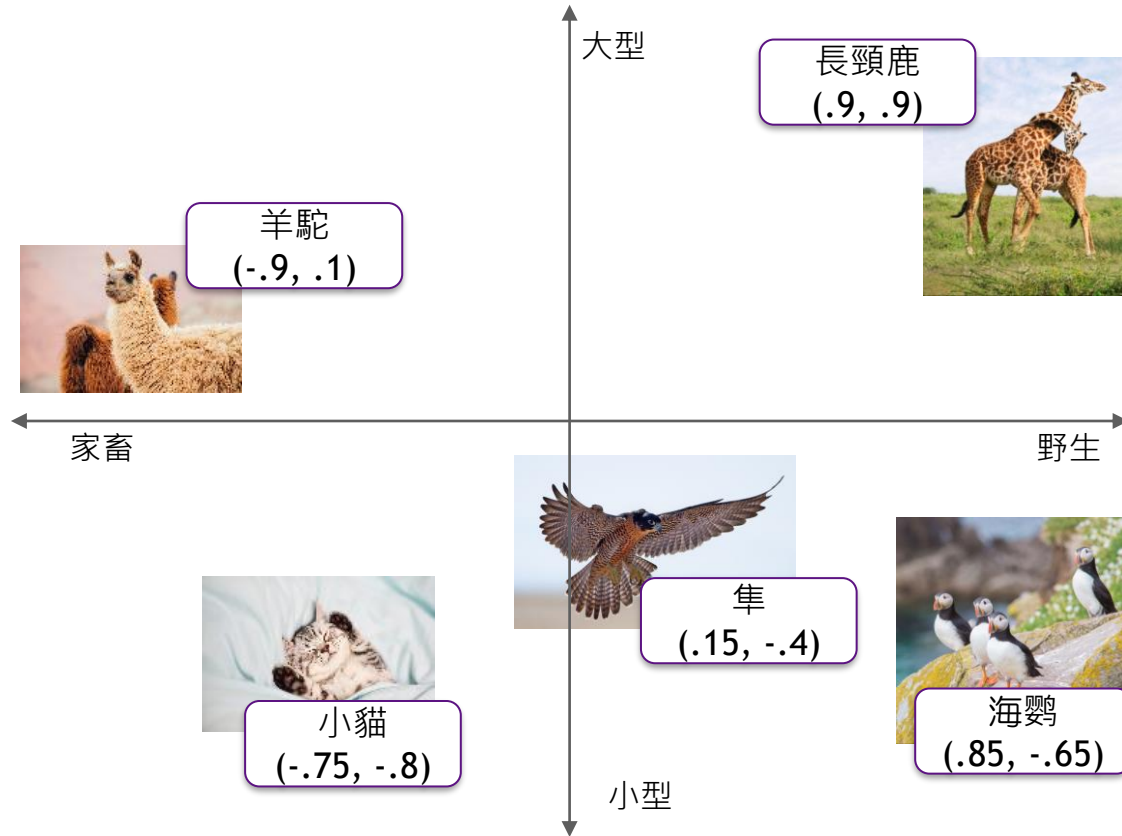 大型
長頸鹿
(.9, .9)
羊駝
(-.9, .1)
家畜
野生
隼
(.15, -.4)
小貓
(-.75, -.8)
海鹦
(.85, -.65)
小型